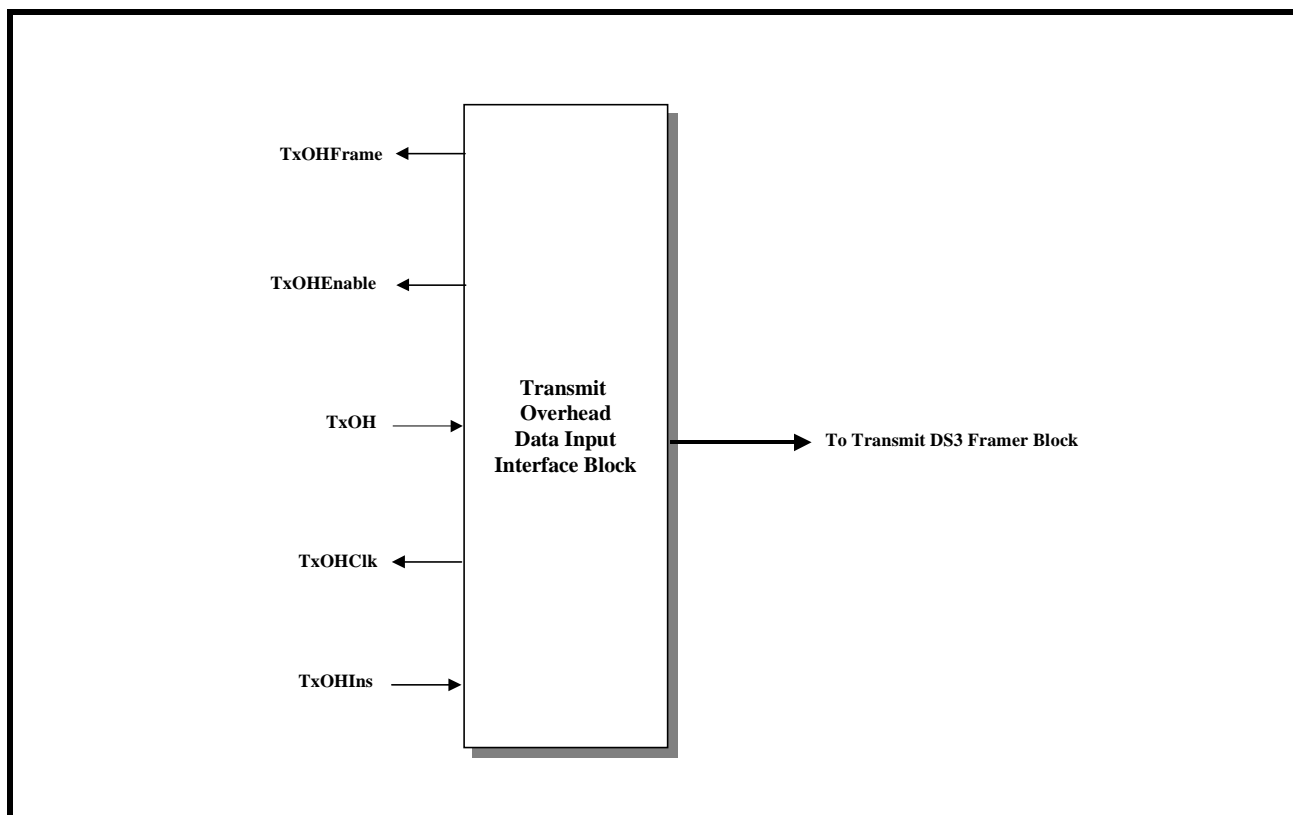 TxOHFrame
TxOHEnable
TxOH
TxOHClk
TxOHIns
Transmit
Overhead
Data Input
Interface Block
To Transmit DS3 Framer Block